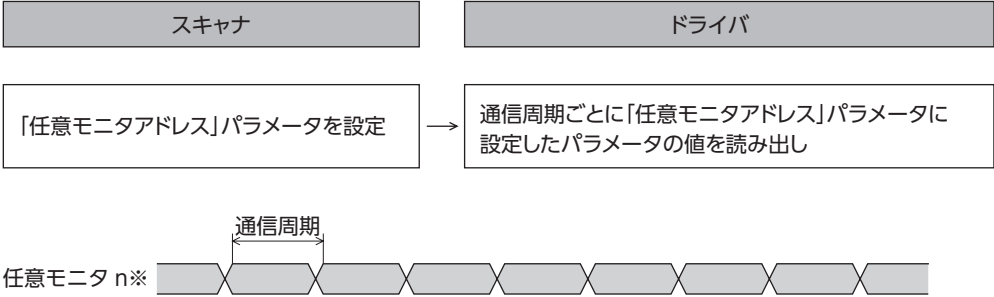 スキャナ
ドライバ
「任意モニタアドレス」パラメータを設定
通信周期ごとに「任意モニタアドレス」パラメータに
設定したパラメータの値を読み出し
通信周期
任意モニタ n※